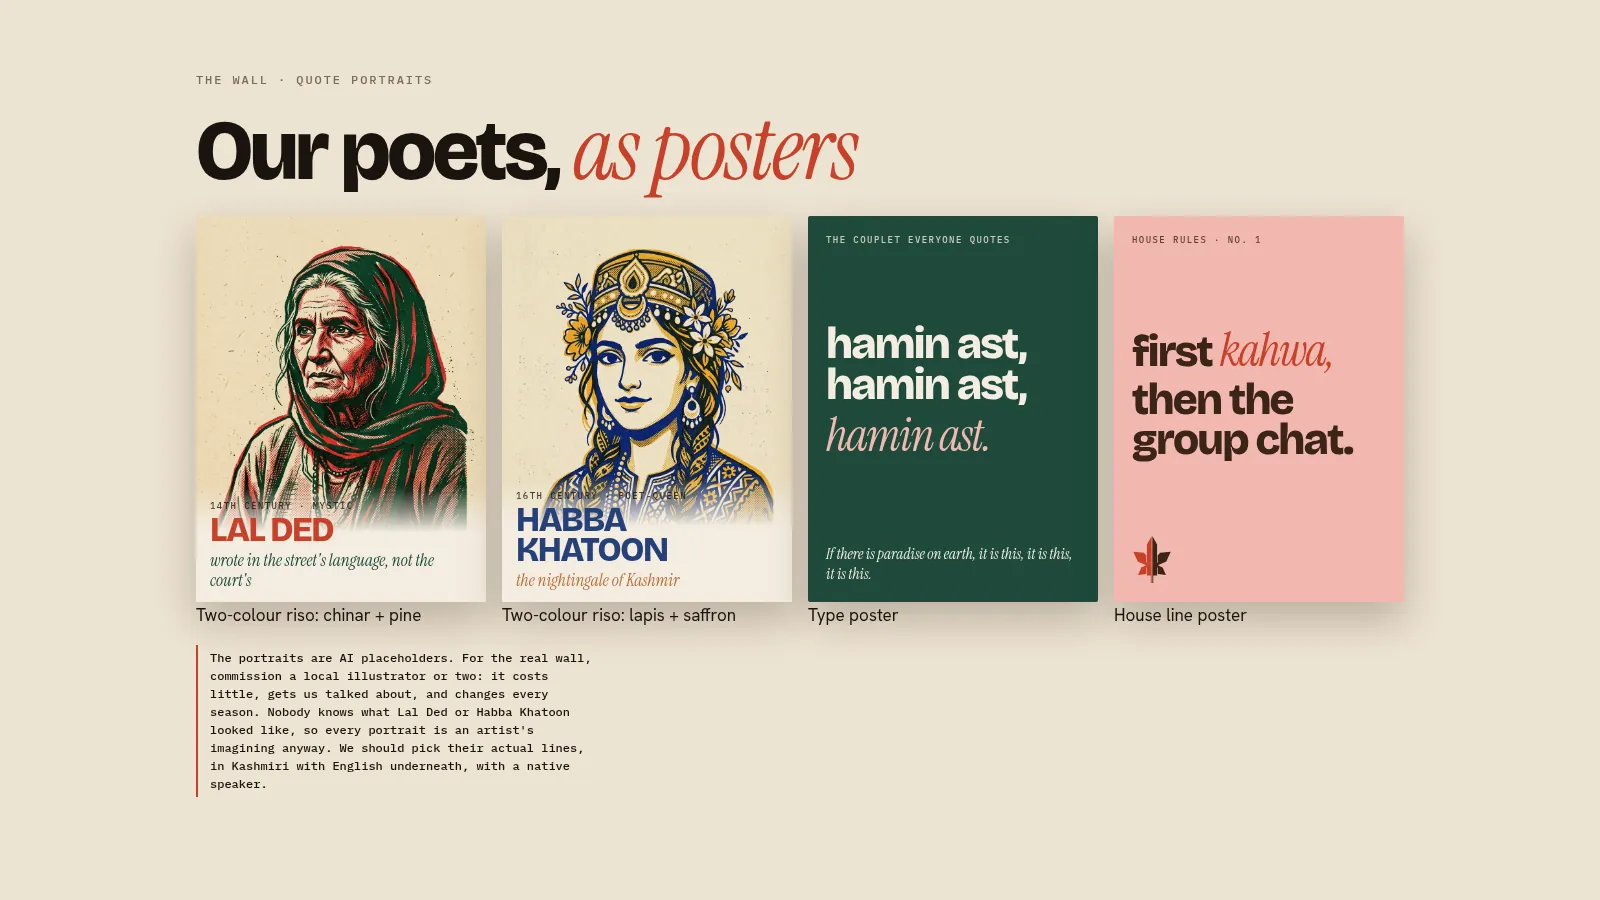 THE WALL · QUOTE PORTRAITS
Our poets, as posters
14TH CENTURY · MYSTIC
LAL DED
wrote in the street's language, not the
court's
Two-colour riso: chinar + pine
16TH CENTURY · POET-QUEEN
HABBA
KHATOON
the nightingale of Kashmir
Two-colour riso: lapis + saffron
THE COUPLET EVERYONE QUOTES
hamin ast,
hamin ast,
hamin ast.
If there is paradise on earth, it is this, it is this,
it is this.
Type poster
HOUSE RULES · NO. 1
first kahwa,
then the
group chat.
House line poster
The portraits are AI placeholders. For the real wall,
commission a local illustrator or two: it costs
little, gets us talked about, and changes every
season. Nobody knows what Lal Ded or Habba Khatoon
looked like, so every portrait is an artist's
imagining anyway. We should pick their actual lines,
in Kashmiri with English underneath, with a native
speaker.